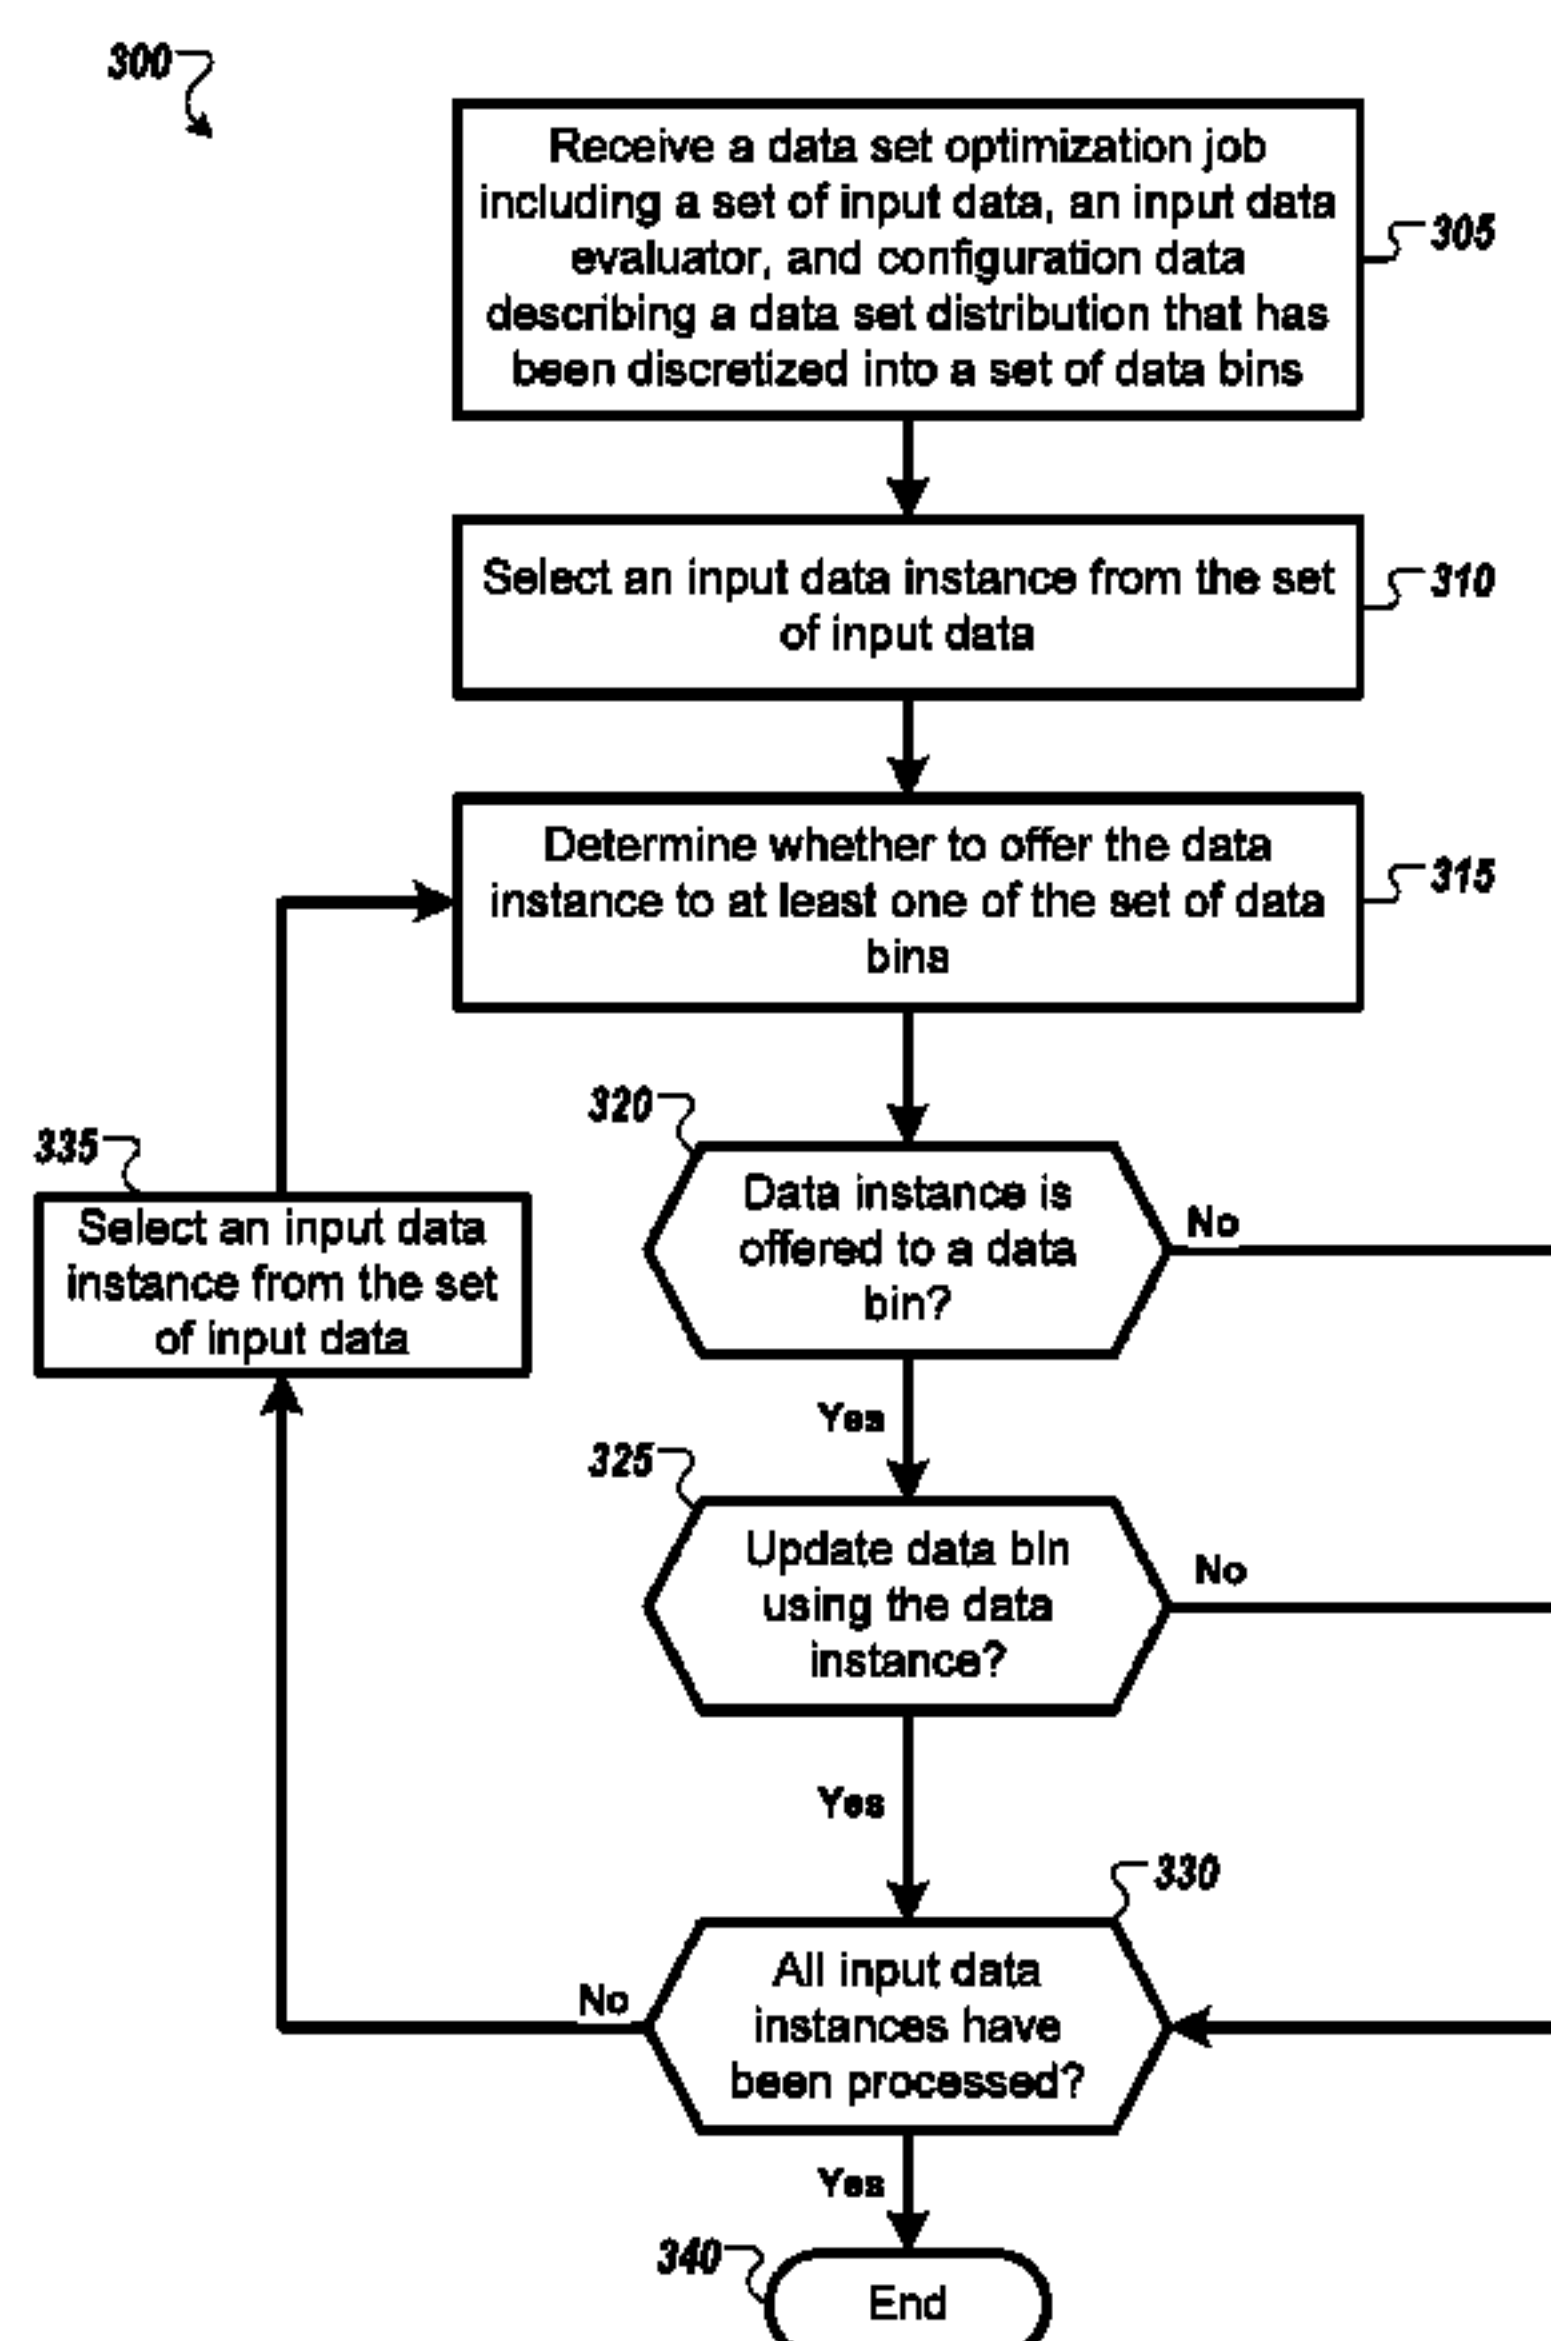 300
Receive a data set optimization job
including a set of input data, an input data
evaluator, and configuration data
describing a data set distribution that has
been discretized into a set of data bins
305
Select an input data instance from the set
of input data
310
Determine whether to offer the data
instance to at least one of the set of data
bins
315
320
Data instance is
offered to a data
bin?
No
335
Select an input data
instance from the set
of input data
Yes
325
Update data bin
using the data
instance?
No
Yes
330
All input data
instances have
been processed?
No
Yes
340
End